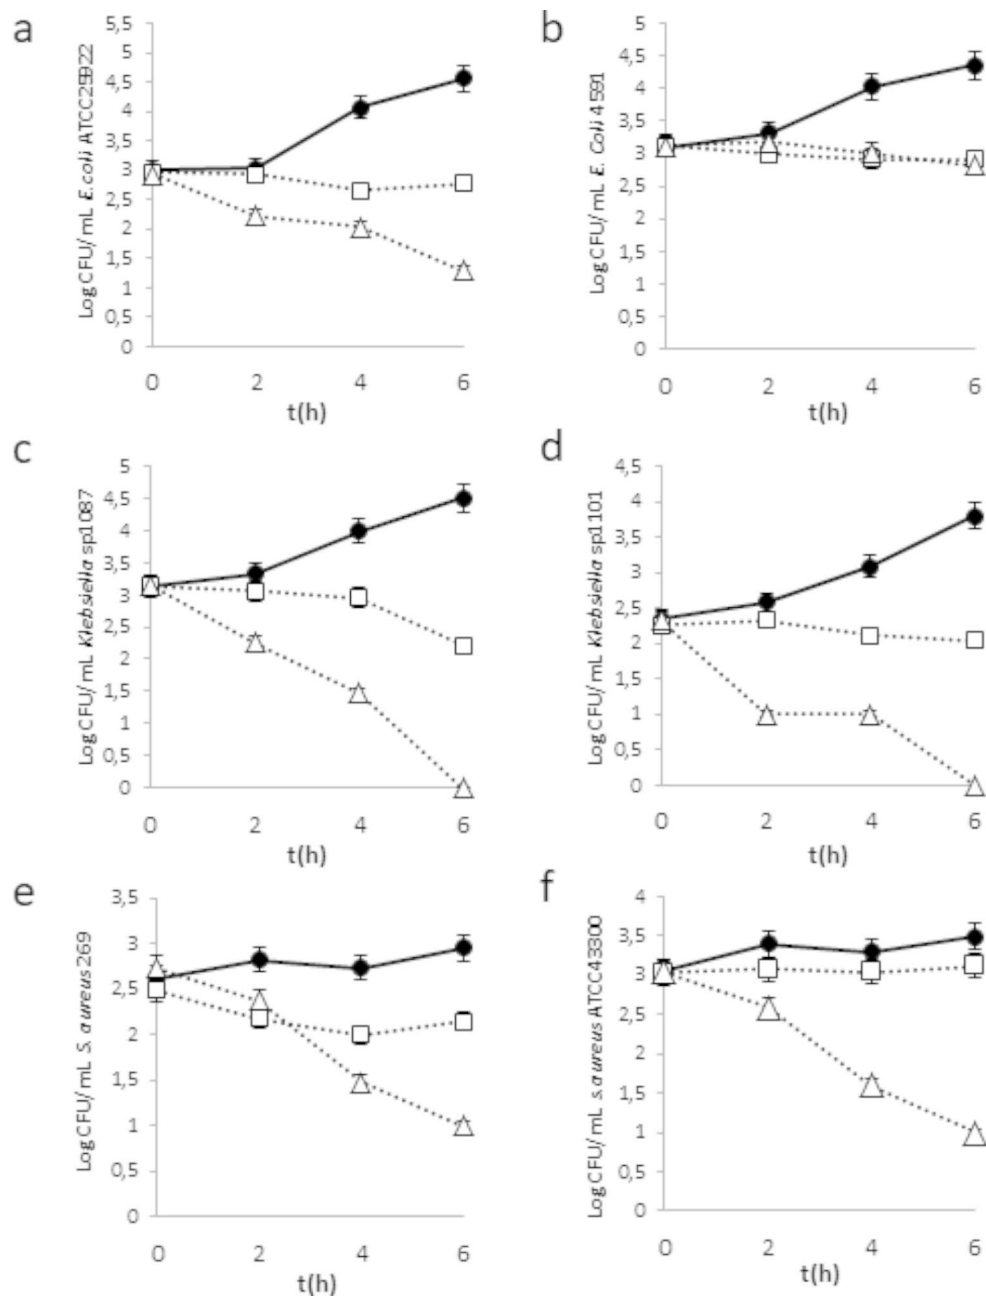 a
Log CFU/ mL E. coli ATCC25922
5,5
5
4,5
4
3,5
3
2,5
2
1,5
1
0,5
0
0 2 4 6
t(h)
b
Log CFU/ mL E. Coli 4591
5
4,5
4
3,5
3
2,5
2
1,5
1
0,5
0
0 2 4 6
t(h)
c
Log CFU/ mL Klebsiella sp1087
5
4,5
4
3,5
3
2,5
2
1,5
1
0,5
0
0 2 4 6
t(h)
d
Log CFU/ mL Klebsiella sp1101
4,5
4
3,5
3
2,5
2
1,5
1
0,5
0
0 2 4 6
t(h)
e
Log CFU/ mL S. aureus 269
3,5
3
2,5
2
1,5
1
0,5
0
0 2 4 6
t(h)
f
Log CFU/ mL s.aureus ATCC43300
4
3,5
3
2,5
2
1,5
1
0,5
0
0 2 4 6
t(h)